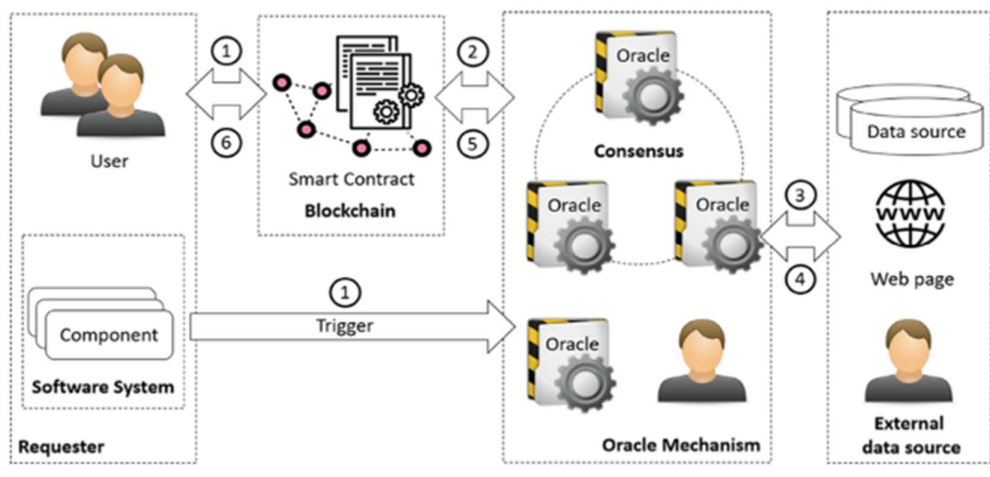 1
6
User
Component
Software System
Requester
Smart Contract
Blockchain
1
Trigger
2
5
Oracle
Consensus
Oracle
Oracle
Oracle
Oracle Mechanism
3
4
Data source
www
Web page
External
data source